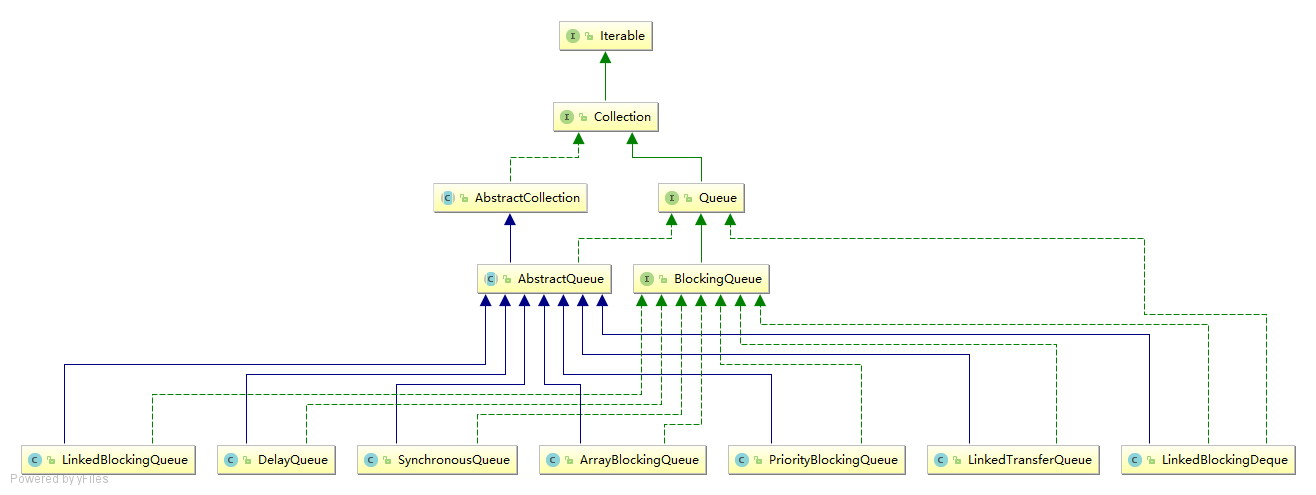 Iterable
Collection
AbstractCollection
Queue
AbstractQueue
BlockingQueue
LinkedBlockingQueue
DelayQueue
SynchronousQueue
ArrayBlockingQueue
PriorityBlockingQueue
LinkedTransferQueue
LinkedBlockingDeque
Powered by yFiles